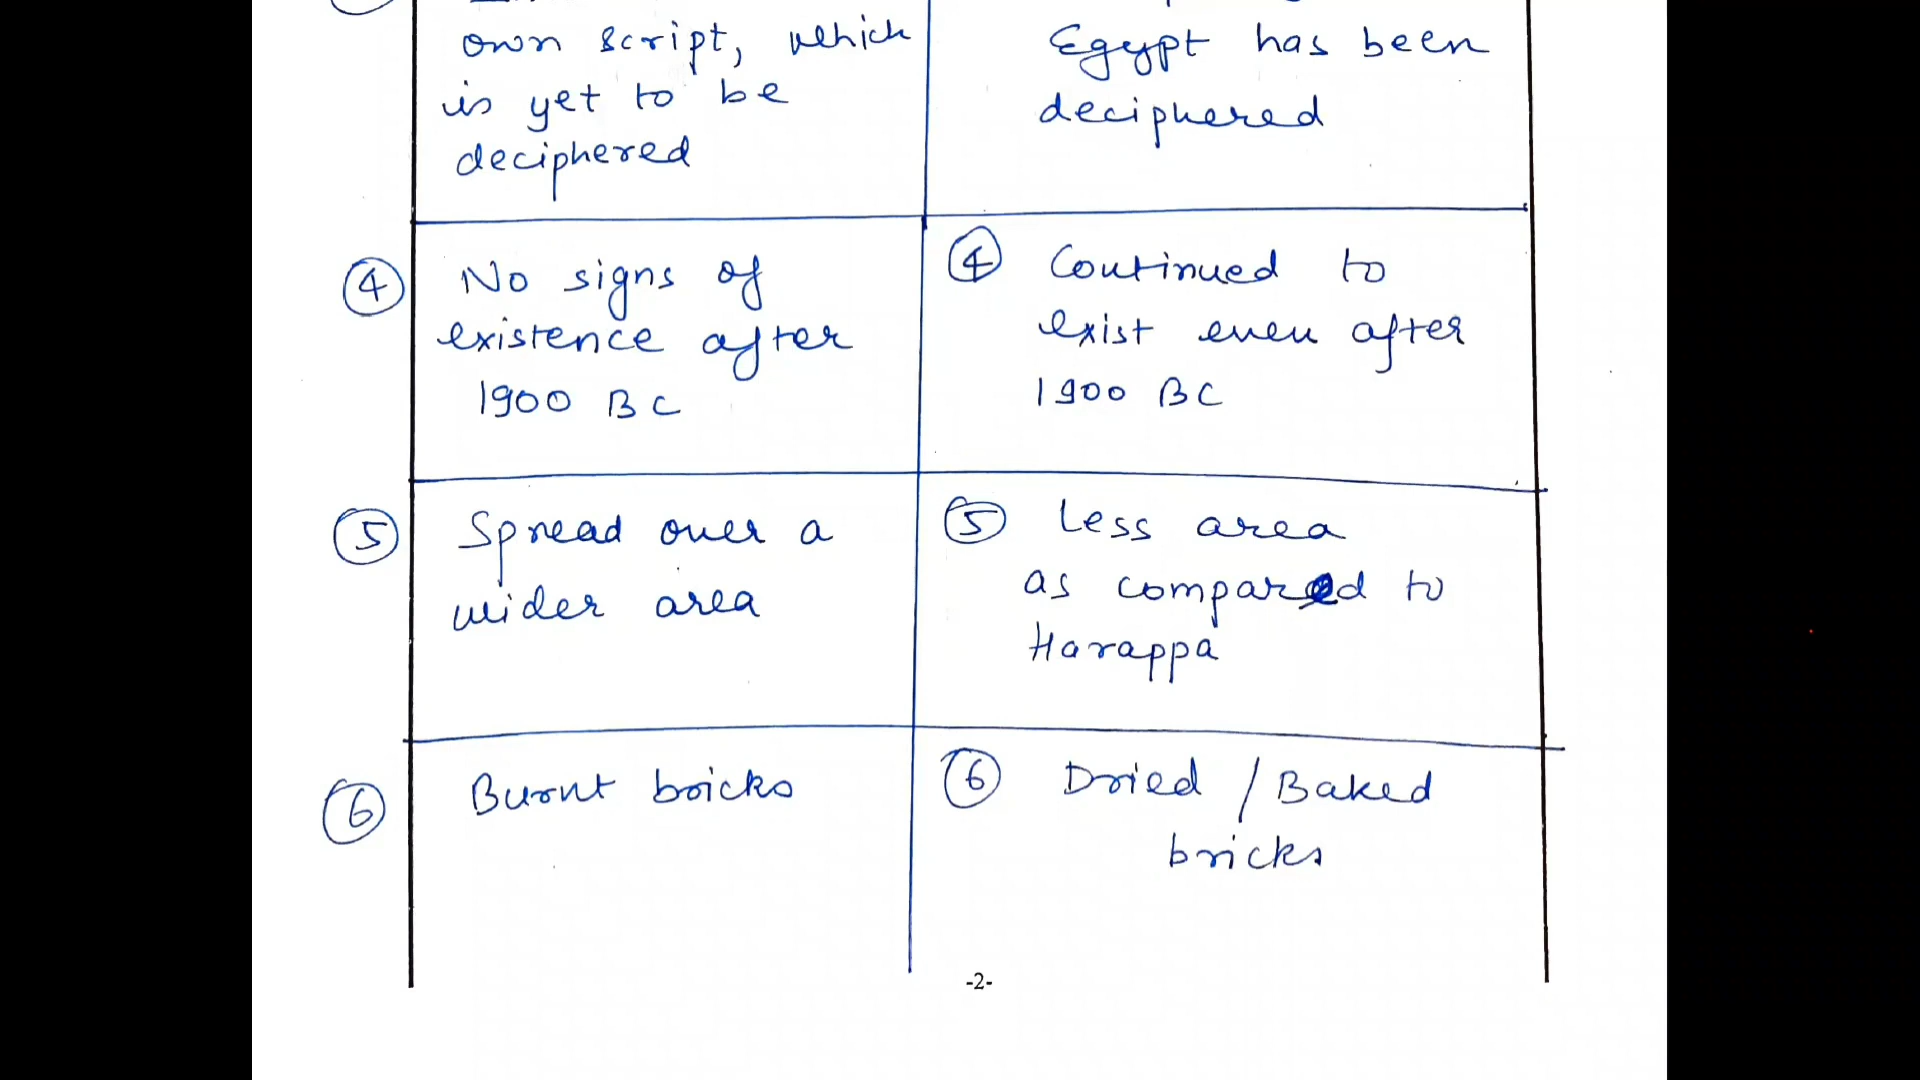 own script, which
is yet to be
deciphered
Egypt has been
deciphered
④ No signs of
existence after
1900 BC
④ Continued to
exist even after
1900 BC
⑤ Spread over a
wider area
⑤ Less area
as compared to
Harappa
⑥ Burnt bricks
⑥ Dried / Baked
bricks
-2-